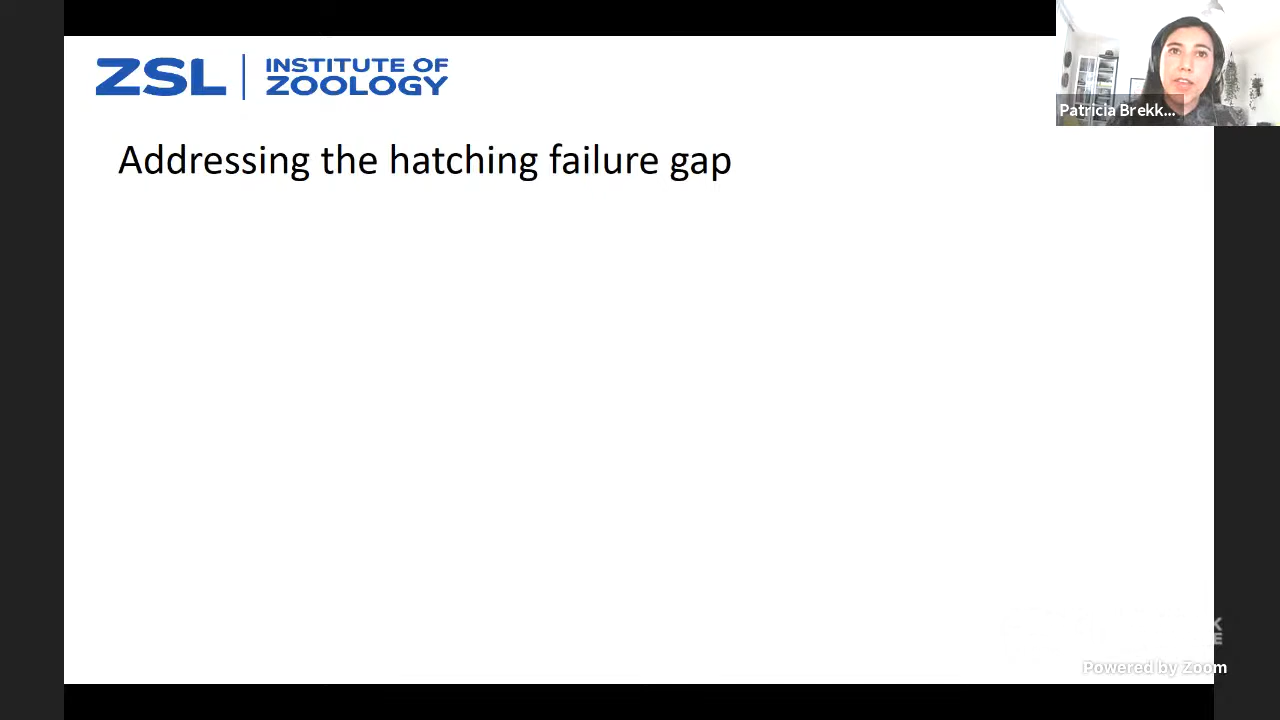 ZSL
INSTITUTE OF
ZOOLOGY
Patricia Brekk...
Addressing the hatching failure gap
K
E
Powered by Zoom